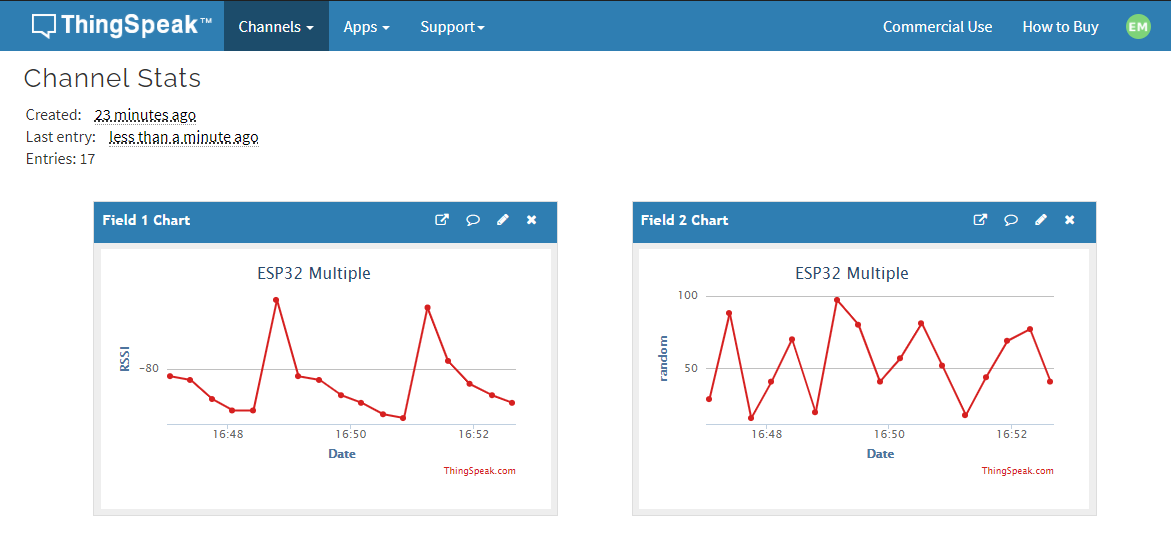 ThingSpeak™ Channels Apps Support Commercial Use How to Buy EM
Channel Stats
Created: 23 minutes ago
Last entry: less than a minute ago
Entries: 17
Field 1 Chart
ESP32 Multiple
RSSI
-80
16:48 16:50 16:52
Date
ThingSpeak.com
Field 2 Chart
ESP32 Multiple
random
100
50
16:48 16:50 16:52
Date
ThingSpeak.com